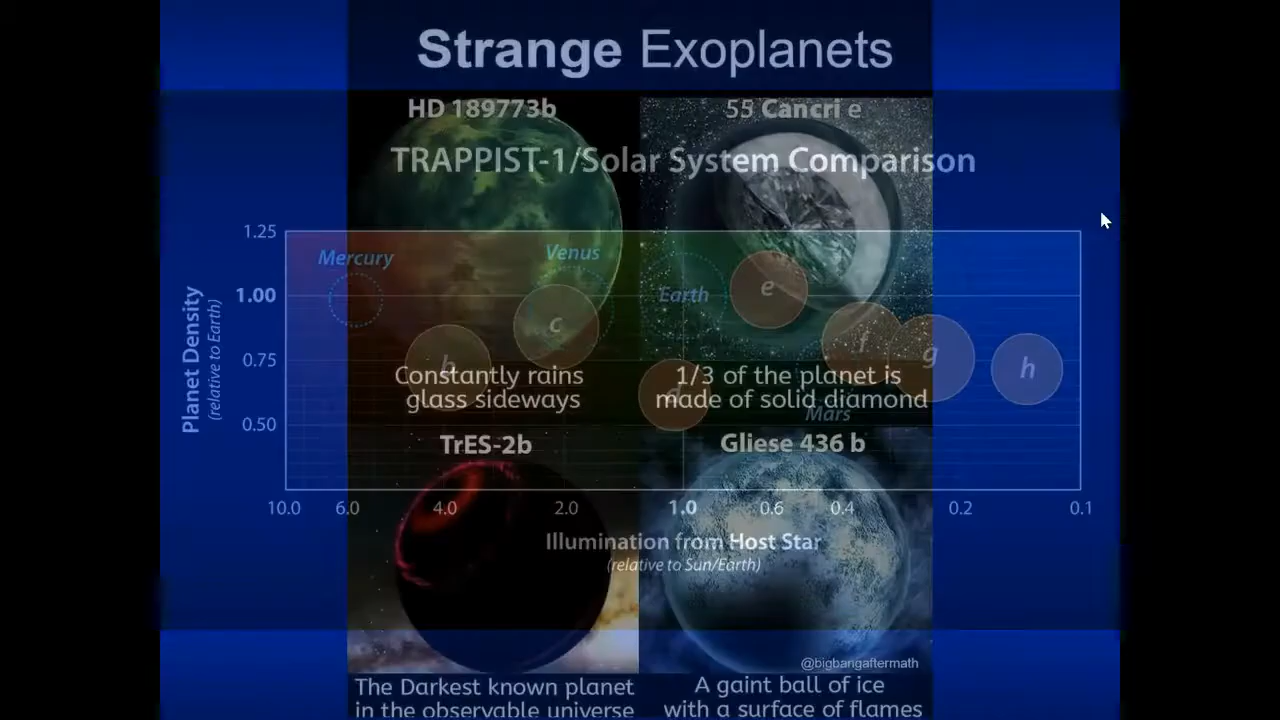 Strange Exoplanets
HD 189773b
55 Cancri e
TRAPPIST-1/Solar System Comparison
1.25
Mercury
Venus
1.00
Earth
e
c
Planet Density
(relative to Earth)
0.75
b
f
g
h
d
Constantly rains
glass sideways
1/3 of the planet is
made of solid diamond
Mars
0.50
TrES-2b
Gliese 436 b
10.0 6.0 4.0 2.0 1.0 0.6 0.4 0.2 0.1
Illumination from Host Star
(relative to Sun/Earth)
@bigbangaftermath
The Darkest known planet
in the observable universe
A gaint ball of ice
with a surface of flames